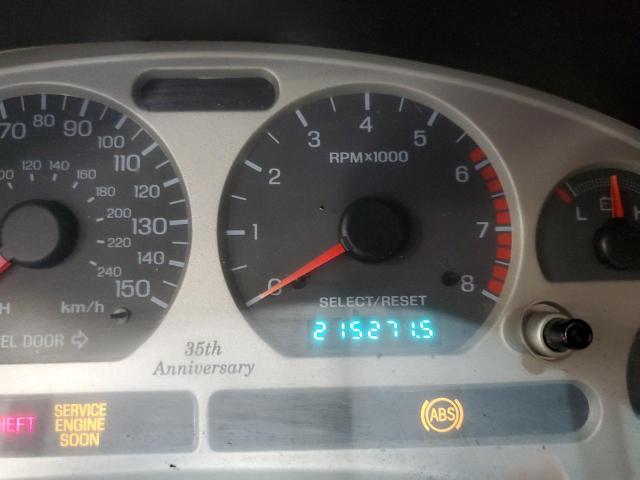 70 80 90 100 110 120 130 140 150
120 140 160 180 200 220 240
km/h
EL DOOR
35th
Anniversary
0 1 2 3 4 5 6 7 8
RPM×1000
SELECT/RESET
215271.5
L H
HEFT
SERVICE
ENGINE
SOON
ABS